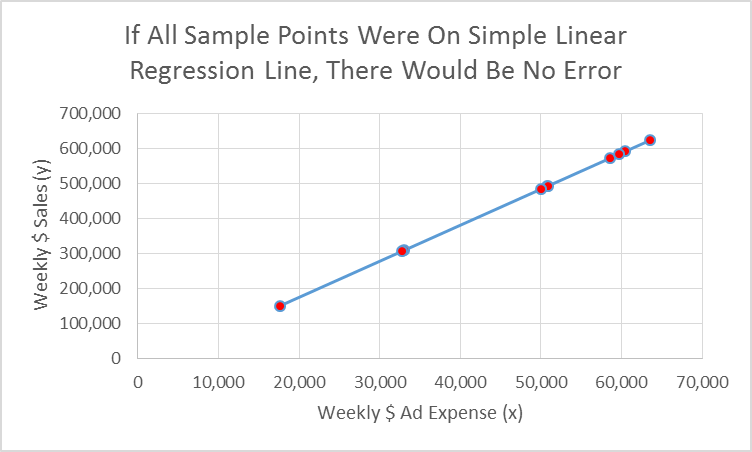 If All Sample Points Were On Simple Linear
Regression Line, There Would Be No Error
Weekly $ Sales (y)
700,000
600,000
500,000
400,000
300,000
200,000
100,000
0
0 10,000 20,000 30,000 40,000 50,000 60,000 70,000
Weekly $ Ad Expense (x)